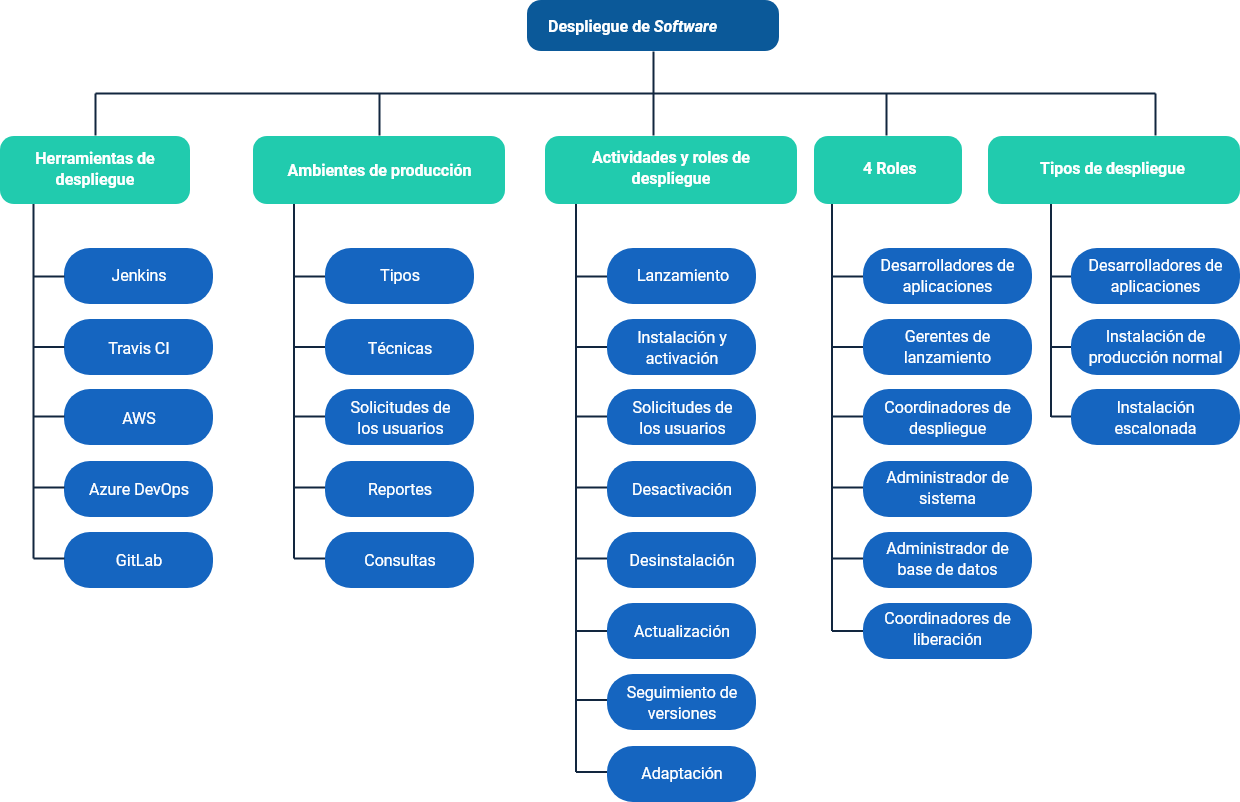 Despliegue de Software
Herramientas de
despliegue
Jenkins
Travis CI
AWS
Azure DevOps
GitLab
Ambientes de producción
Tipos
Técnicas
Solicitudes de
los usuarios
Reportes
Consultas
Actividades y roles de
despliegue
Lanzamiento
Instalación y
activación
Solicitudes de
los usuarios
Desactivación
Desinstalación
Actualización
Seguimiento de
versiones
Adaptación
4 Roles
Desarrolladores de
aplicaciones
Gerentes de
lanzamiento
Coordinadores de
despliegue
Administrador de
sistema
Administrador de
base de datos
Coordinadores de
liberación
Tipos de despliegue
Desarrolladores de
aplicaciones
Instalación de
producción normal
Instalación
escalonada